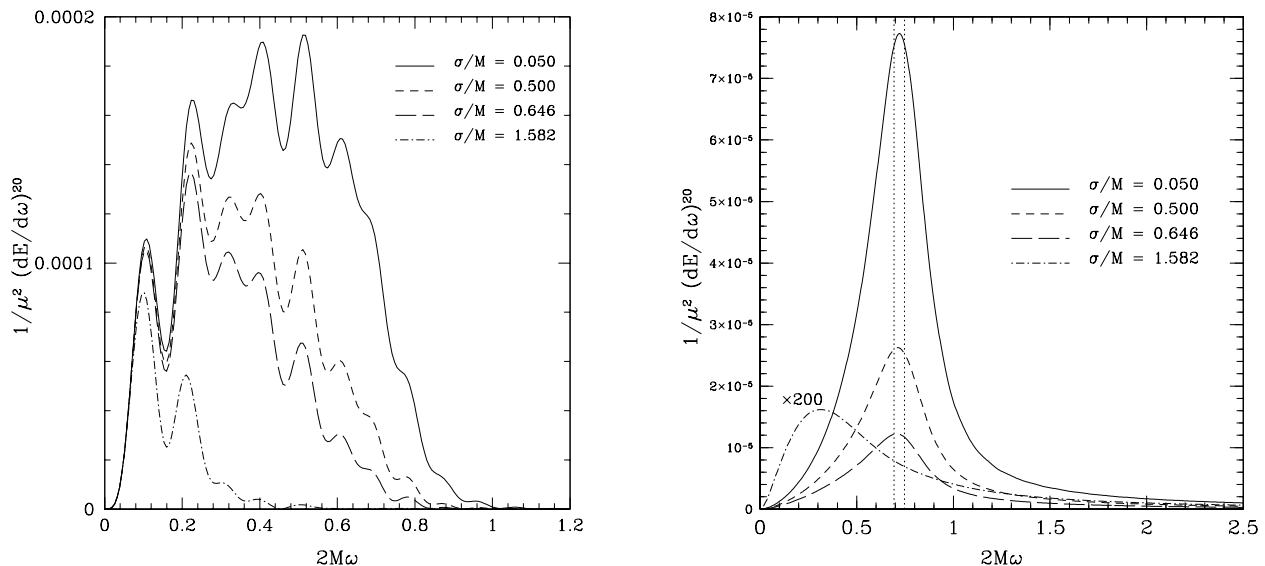 0.0002
0.0001
0
1/μ² (dE/dω)²⁰
σ/M = 0.050
σ/M = 0.500
σ/M = 0.646
σ/M = 1.582
0 0.2 0.4 0.6 0.8 1 1.2
2Mω
8×10⁻⁵
7×10⁻⁵
6×10⁻⁵
5×10⁻⁵
4×10⁻⁵
3×10⁻⁵
2×10⁻⁵
10⁻⁵
0
1/μ² (dE/dω)²⁰
σ/M = 0.050
σ/M = 0.500
σ/M = 0.646
σ/M = 1.582
×200
0 0.5 1 1.5 2 2.5
2Mω